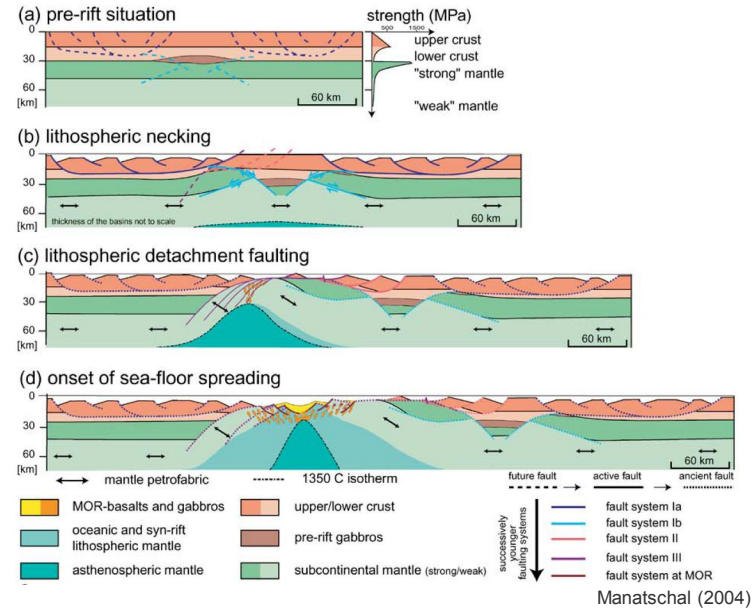 (a) pre-rift situation
strength (MPa)
500 1500
0
30
60
[km]
upper crust
lower crust
"strong" mantle
"weak" mantle
60 km
(b) lithospheric necking
0
30
60
[km]
thickness of the basins not to scale
60 km
(c) lithospheric detachment faulting
0
30
60
[km]
60 km
(d) onset of sea-floor spreading
0
30
60
[km]
60 km
mantle petrofabric
1350 C isotherm
future fault
active fault
ancient fault
MOR-basalts and gabbros
upper/lower crust
oceanic and syn-rift
lithospheric mantle
pre-rift gabbros
asthenospheric mantle
subcontinental mantle (strong/weak)
successively
younger
faulting systems
fault system Ia
fault system Ib
fault system II
fault system III
fault system at MOR
Manatschal (2004)